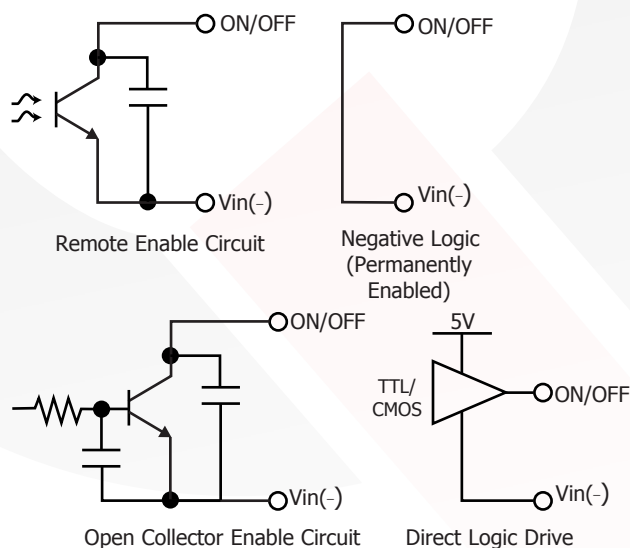 ON/OFF
Vin(-)
Remote Enable Circuit
ON/OFF
Vin(-)
Negative Logic
(Permanently
Enabled)
ON/OFF
Vin(-)
Open Collector Enable Circuit
5V
TTL/
CMOS
ON/OFF
Vin(-)
Direct Logic Drive